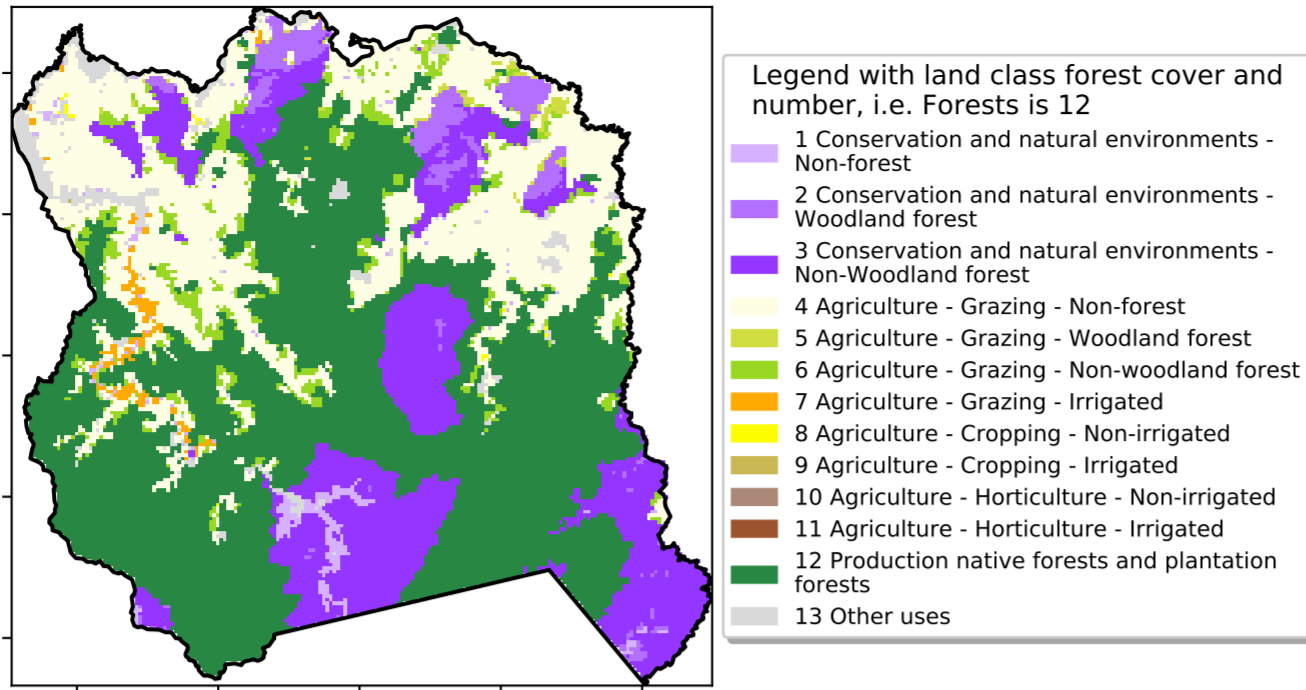 Legend with land class forest cover and
number, i.e. Forests is 12
1 Conservation and natural environments -
Non-forest
2 Conservation and natural environments -
Woodland forest
3 Conservation and natural environments -
Non-Woodland forest
4 Agriculture - Grazing - Non-forest
5 Agriculture - Grazing - Woodland forest
6 Agriculture - Grazing - Non-woodland forest
7 Agriculture - Grazing - Irrigated
8 Agriculture - Cropping - Non-irrigated
9 Agriculture - Cropping - Irrigated
10 Agriculture - Horticulture - Non-irrigated
11 Agriculture - Horticulture - Irrigated
12 Production native forests and plantation
forests
13 Other uses